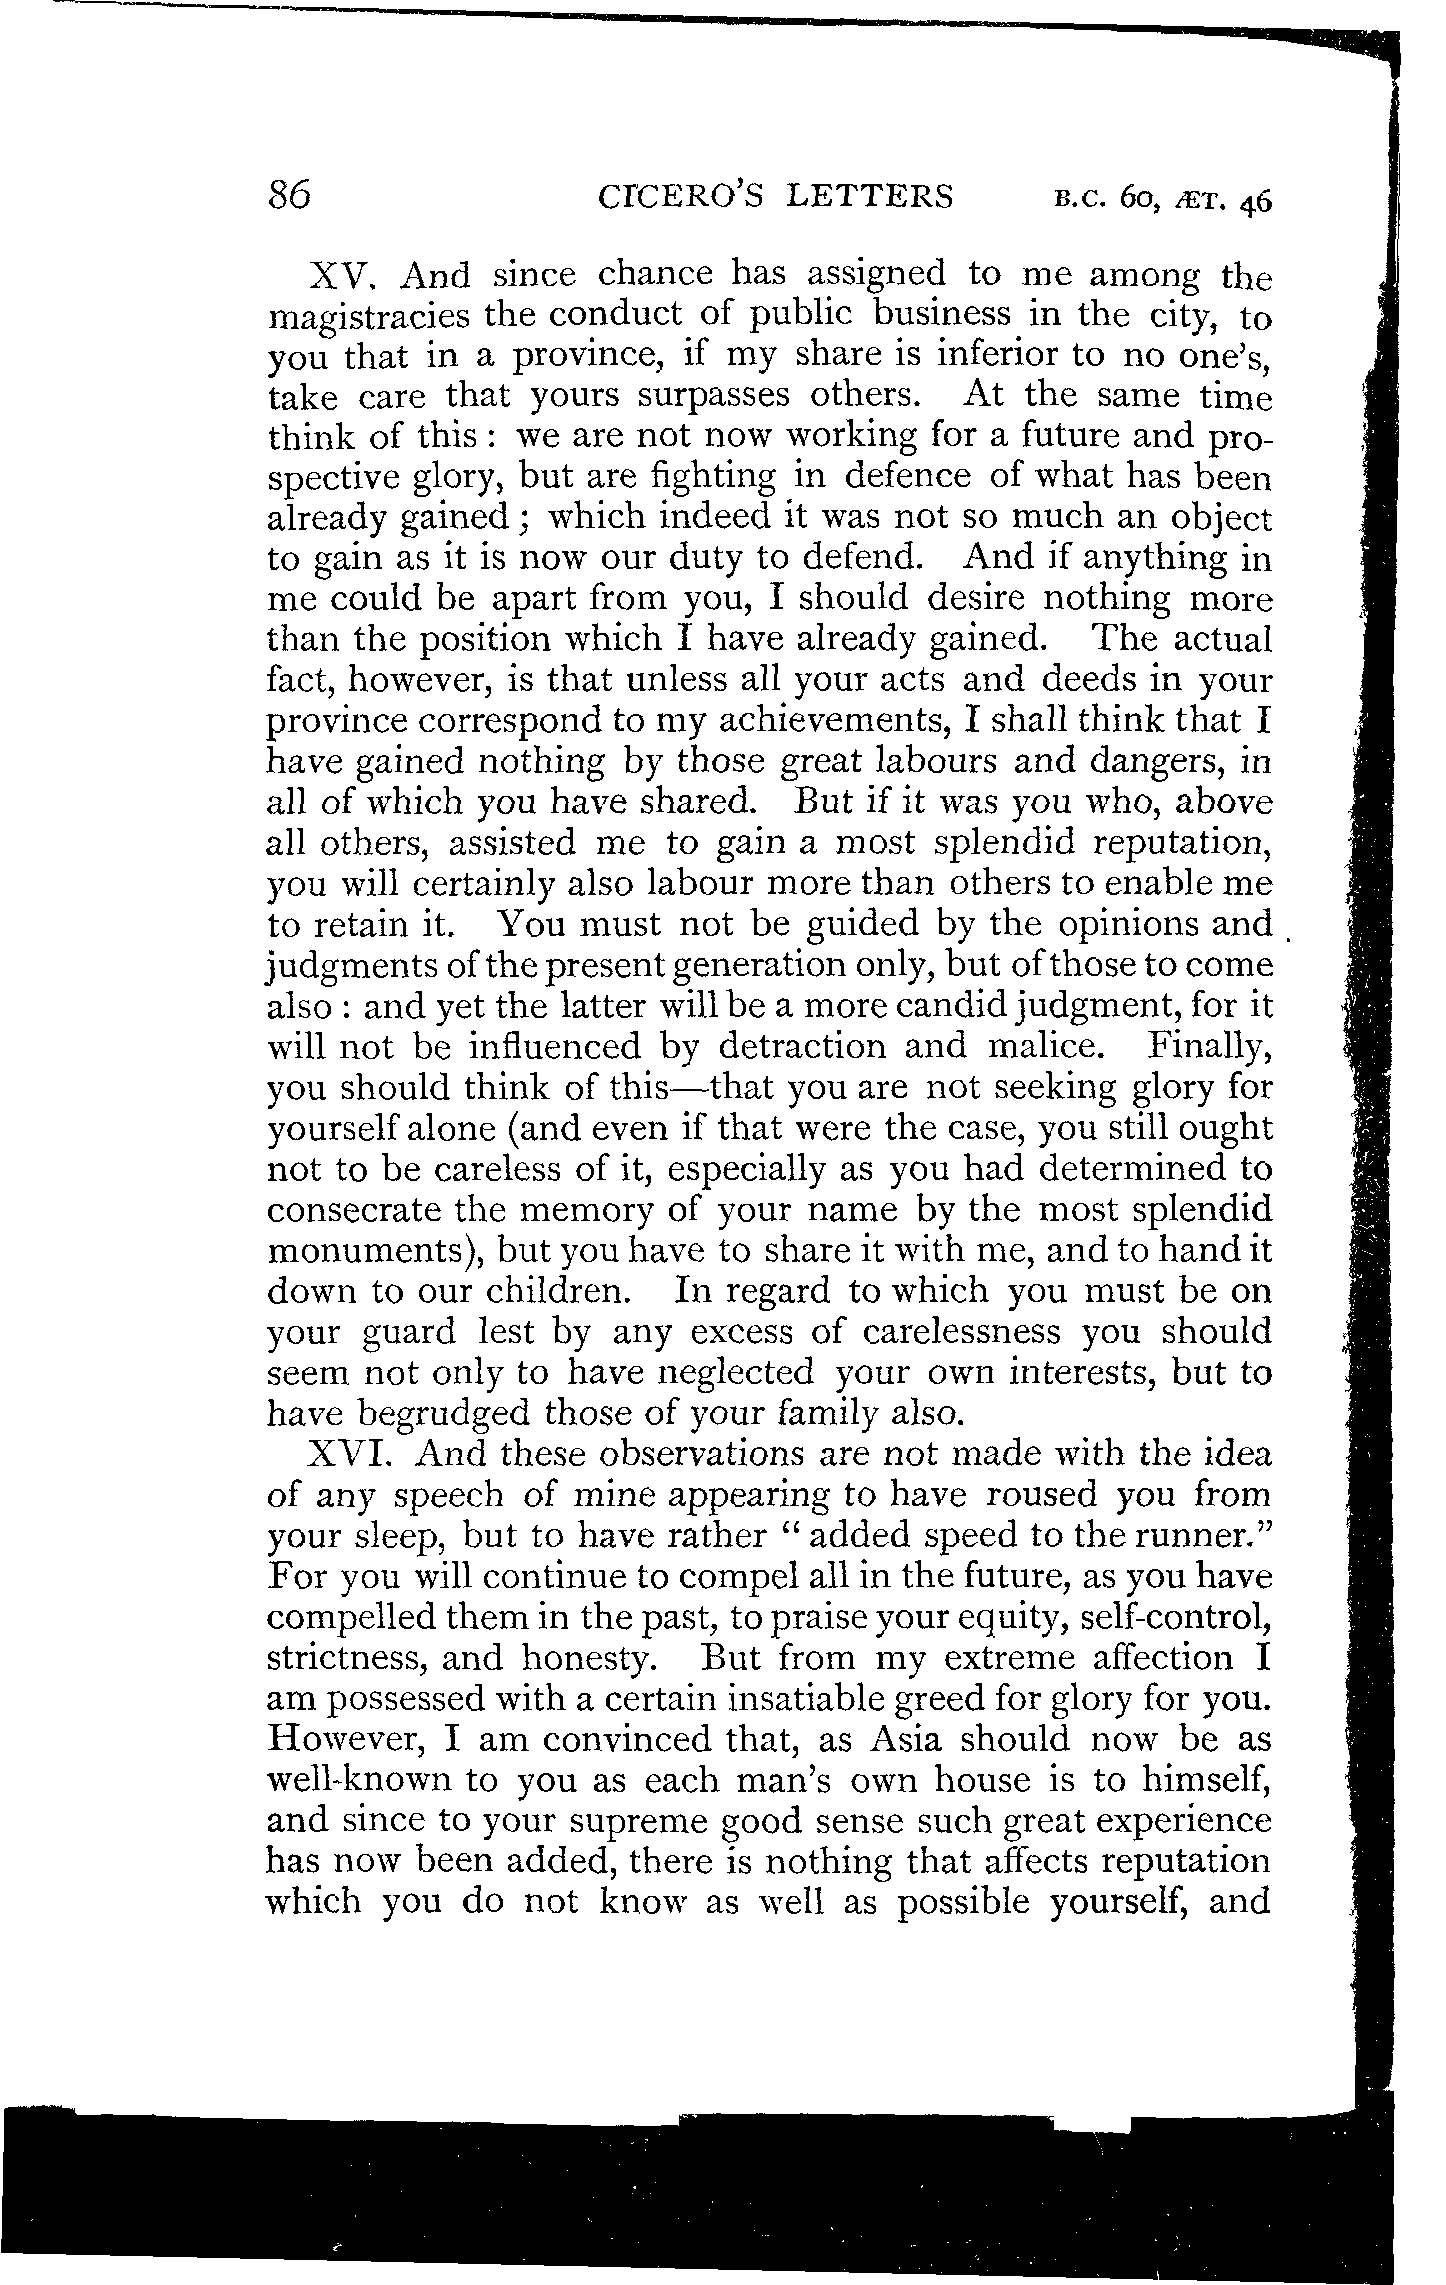 86 CICERO'S LETTERS B.C. 60, ÆT. 46
XV. And since chance has assigned to me among the
magistracies the conduct of public business in the city, to
you that in a province, if my share is inferior to no one's,
take care that yours surpasses others. At the same time
think of this : we are not now working for a future and pro-
spective glory, but are fighting in defence of what has been
already gained ; which indeed it was not so much an object
to gain as it is now our duty to defend. And if anything in
me could be apart from you, I should desire nothing more
than the position which I have already gained. The actual
fact, however, is that unless all your acts and deeds in your
province correspond to my achievements, I shall think that I
have gained nothing by those great labours and dangers, in
all of which you have shared. But if it was you who, above
all others, assisted me to gain a most splendid reputation,
you will certainly also labour more than others to enable me
to retain it. You must not be guided by the opinions and
judgments of the present generation only, but of those to come
also : and yet the latter will be a more candid judgment, for it
will not be influenced by detraction and malice. Finally,
you should think of this—that you are not seeking glory for
yourself alone (and even if that were the case, you still ought
not to be careless of it, especially as you had determined to
consecrate the memory of your name by the most splendid
monuments), but you have to share it with me, and to hand it
down to our children. In regard to which you must be on
your guard lest by any excess of carelessness you should
seem not only to have neglected your own interests, but to
have begrudged those of your family also.
XVI. And these observations are not made with the idea
of any speech of mine appearing to have roused you from
your sleep, but to have rather “ added speed to the runner.”
For you will continue to compel all in the future, as you have
compelled them in the past, to praise your equity, self-control,
strictness, and honesty. But from my extreme affection I
am possessed with a certain insatiable greed for glory for you.
However, I am convinced that, as Asia should now be as
well-known to you as each man's own house is to himself,
and since to your supreme good sense such great experience
has now been added, there is nothing that affects reputation
which you do not know as well as possible yourself, and